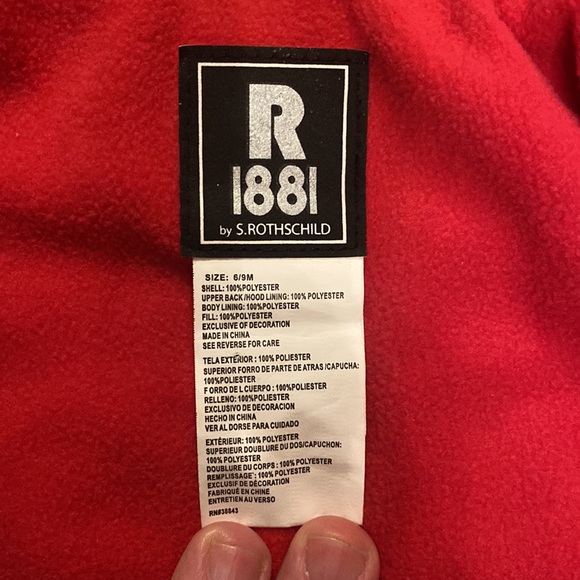 R
1881
by S.ROTHSCHILD
SIZE: 6/9M
SHELL: 100%POLYESTER
UPPER BACK/HOOD LINING: 100% POLYESTER
BODY LINING: 100%POLYESTER
FILL: 100%POLYESTER
EXCLUSIVE OF DECORATION
MADE IN CHINA
SEE REVERSE FOR CARE
TELA EXTERIOR : 100% POLIESTER
SUPERIOR FORRO DE PARTE DE ATRAS /CAPUCHA:
100%POLIESTER
FORRO DE L CUERPO : 100%POLIESTER
RELLENO: 100%POLIESTER
EXCLUSIVO DE DECORACION
HECHO IN CHINA
VER AL DORSE PARA CUIDADO
EXTÉRIEUR: 100% POLYESTER
SUPERIEUR DOUBLURE DU DOS/CAPUCHON:
100% POLYESTER
DOUBLURE DU CORPS : 100% POLYESTER
REMPLISSAGE : 100% POLYESTER
EXCLUSIF DE DÉCORATION
FABRIQUÉ EN CHINE
ENTRETIEN AU VERSO
RN#38843